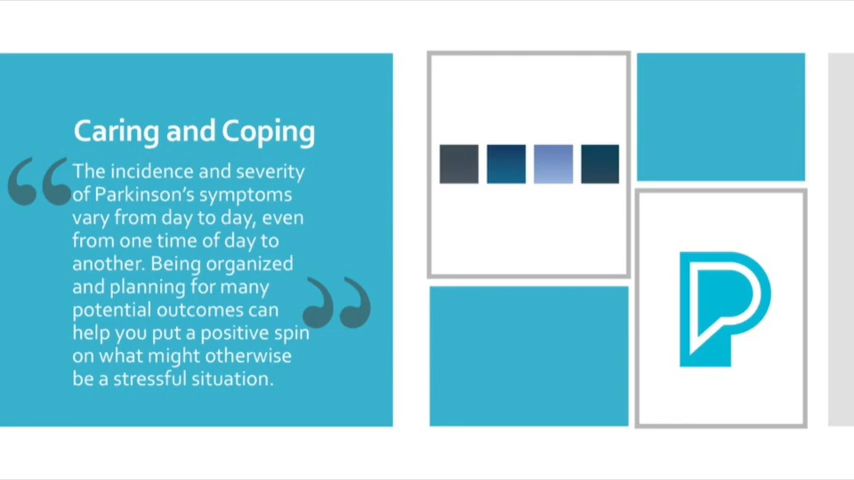 Caring and Coping
“The incidence and severity
of Parkinson’s symptoms
vary from day to day, even
from one time of day to
another. Being organized
and planning for many
potential outcomes can
help you put a positive spin
on what might otherwise
be a stressful situation.”